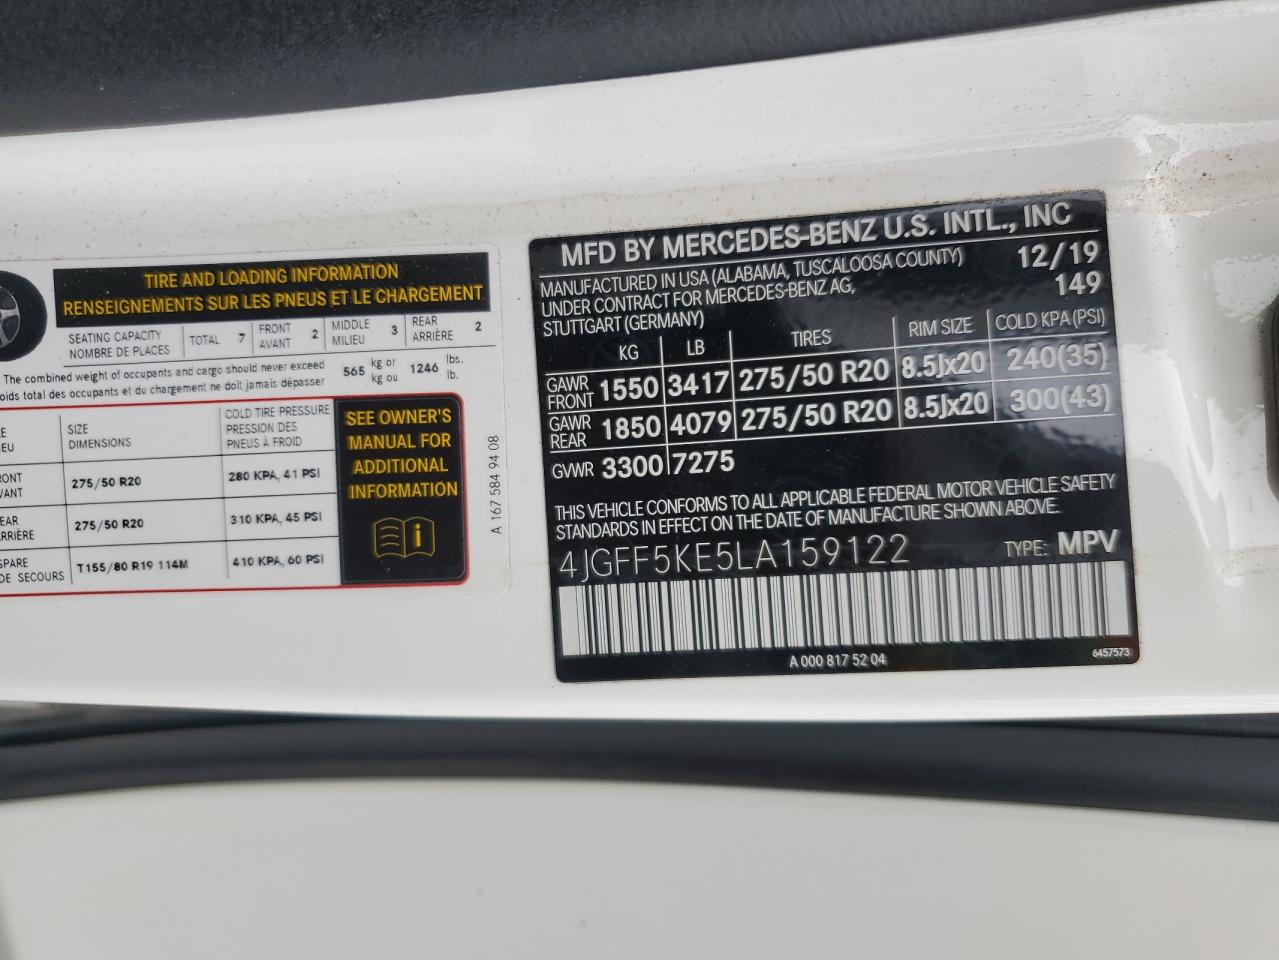 TIRE AND LOADING INFORMATION
RENSEIGNEMENTS SUR LES PNEUS ET LE CHARGEMENT
SEATING CAPACITY
NOMBRE DE PLACES
TOTAL 7
FRONT
AVANT 2
MIDDLE
MILIEU 3
REAR
ARRIÈRE 2
The combined weight of occupants and cargo should never exceed
oids total des occupants et du chargement ne doit jamais dépasser
565 kg or
kg ou
1246 lbs.
lb.
SIZE
DIMENSIONS
COLD TIRE PRESSURE
PRESSION DES
PNEUS À FROID
RONT
VANT
275/50 R20
280 KPA, 41 PSI
EAR
RRIÈRE
275/50 R20
310 KPA, 45 PSI
SPARE
DE SECOURS
T155/80 R19 114M
410 KPA, 60 PSI
SEE OWNER'S
MANUAL FOR
ADDITIONAL
INFORMATION
A 167 584 94 08
MFD BY MERCEDES-BENZ U.S. INTL., INC
MANUFACTURED IN USA (ALABAMA, TUSCALOOSA COUNTY) 12/19
UNDER CONTRACT FOR MERCEDES-BENZ AG, 149
STUTTGART (GERMANY)
KG LB TIRES RIM SIZE COLD KPA (PSI)
GAWR
FRONT 1550 3417 275/50 R20 8.5Jx20 240(35)
GAWR
REAR 1850 4079 275/50 R20 8.5Jx20 300(43)
GVWR 3300 7275
THIS VEHICLE CONFORMS TO ALL APPLICABLE FEDERAL MOTOR VEHICLE SAFETY
STANDARDS IN EFFECT ON THE DATE OF MANUFACTURE SHOWN ABOVE.
4JGFF5KE5LA159122 TYPE: MPV
A 000 817 52 04
6457573